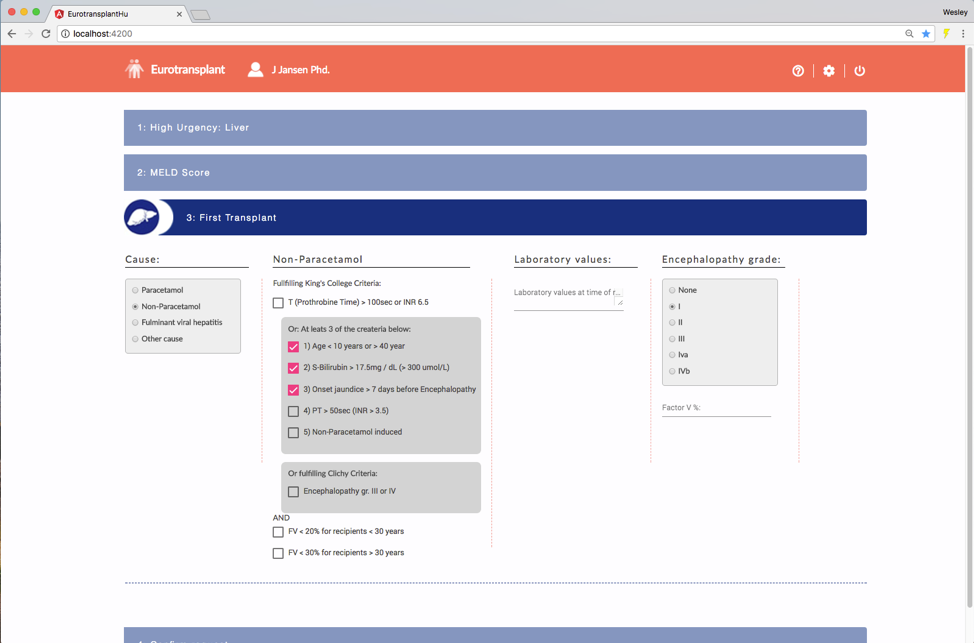 EurotransplantHu
Wesley
localhost:4200
Eurotransplant
J Jansen Phd.
1: High Urgency: Liver
2: MELD Score
3: First Transplant
Cause:
Paracetamol
Non-Paracetamol
Fulminant viral hepatitis
Other cause
Non-Paracetamol
Fullfilling King's College Criteria:
T (Prothrobine Time) > 100sec or INR 6.5
Or: At leats 3 of the createria below:
1) Age < 10 years or > 40 year
2) S-Bilirubin > 17.5mg / dL (> 300 umol/L)
3) Onset jaundice > 7 days before Encephalopathy
4) PT > 50sec (INR > 3.5)
5) Non-Paracetamol induced
Or fulfilling Clichy Criteria:
Encephalopathy gr. III or IV
AND
FV < 20% for recipients < 30 years
FV < 30% for recipients > 30 years
Laboratory values:
Laboratory values at time of r...
Encephalopathy grade:
None
I
II
III
Iva
IVb
Factor V %: